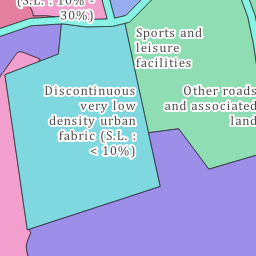 (S.L. : 10% -
30%)
Sports and
leisure
facilities
Discontinuous
very low
density urban
fabric (S.L. :
< 10%)
Other roads
and associated
land